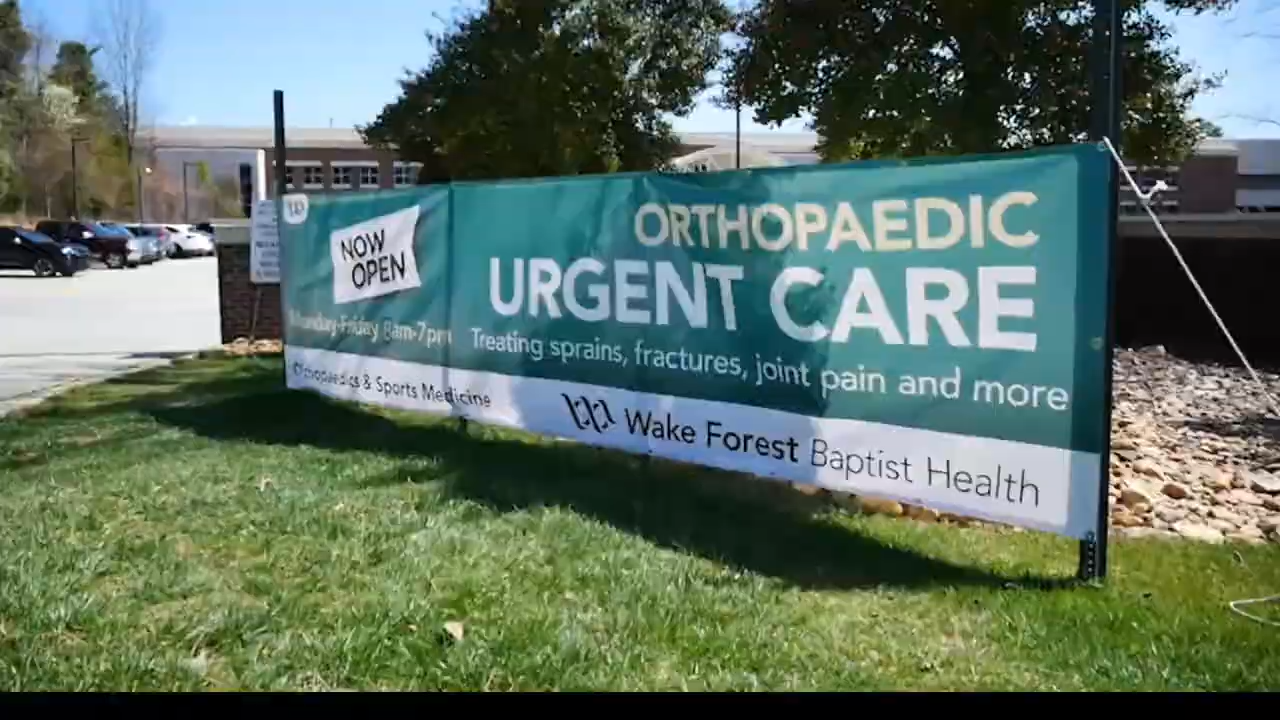 NOW
OPEN
Monday-Friday 8am-7pm
Orthopaedics & Sports Medicine
ORTHOPAEDIC
URGENT CARE
Treating sprains, fractures, joint pain and more
Wake Forest Baptist Health